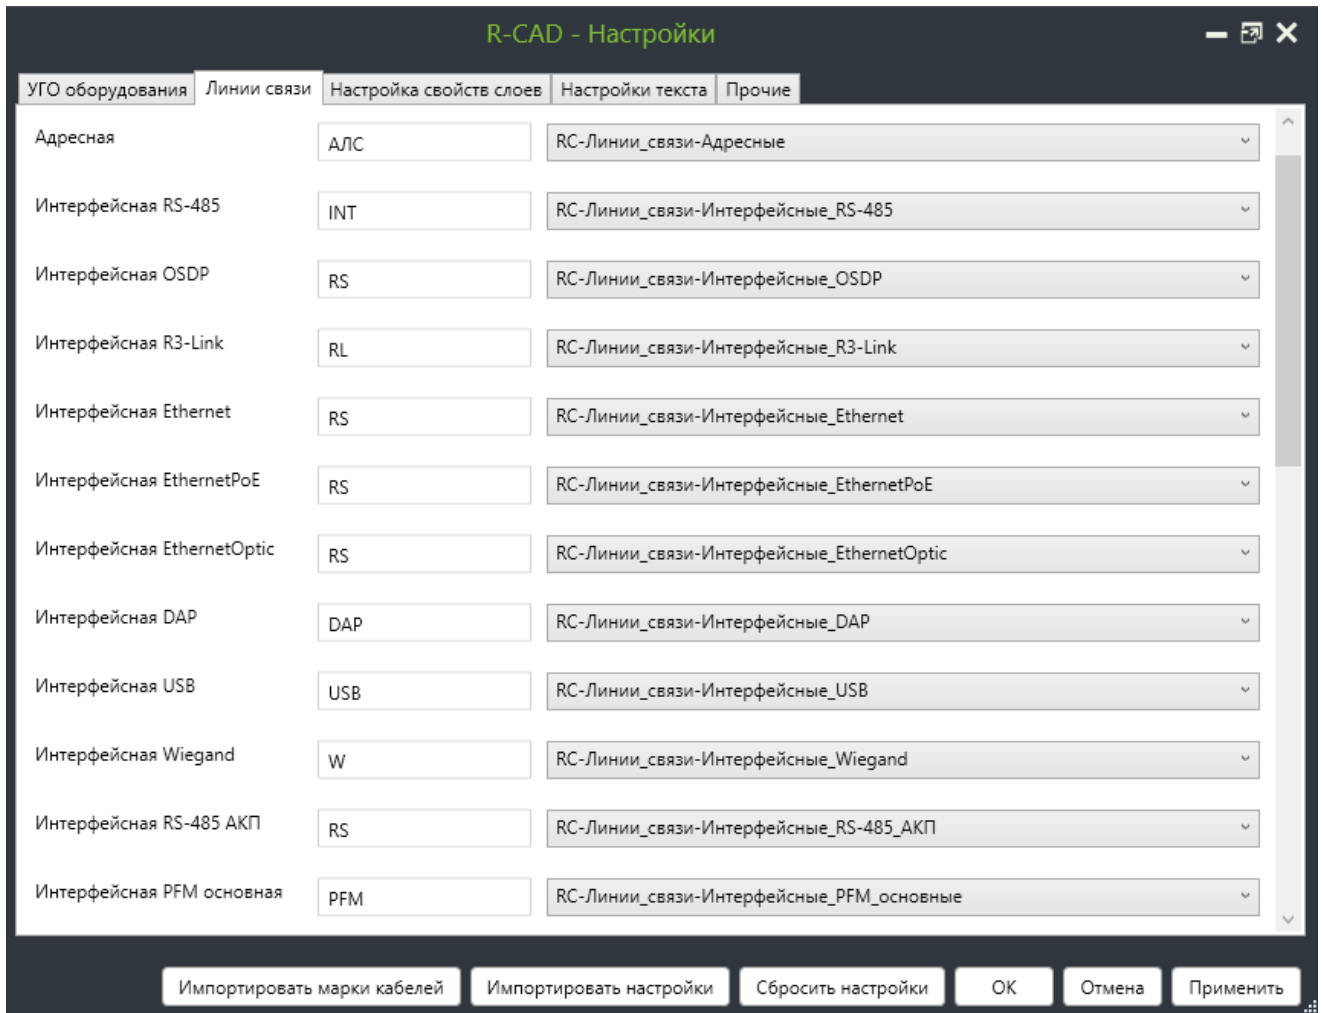 R-CAD - Настройки
УГО оборудования Линии связи Настройка свойств слоев Настройки текста Прочие
Адресная АЛС RC-Линии_связи-Адресные
Интерфейсная RS-485 INT RC-Линии_связи-Интерфейсные_RS-485
Интерфейсная OSDP RS RC-Линии_связи-Интерфейсные_OSDP
Интерфейсная R3-Link RL RC-Линии_связи-Интерфейсные_R3-Link
Интерфейсная Ethernet RS RC-Линии_связи-Интерфейсные_Ethernet
Интерфейсная EthernetPoE RS RC-Линии_связи-Интерфейсные_EthernetPoE
Интерфейсная EthernetOptic RS RC-Линии_связи-Интерфейсные_EthernetOptic
Интерфейсная DAP DAP RC-Линии_связи-Интерфейсные_DAP
Интерфейсная USB USB RC-Линии_связи-Интерфейсные_USB
Интерфейсная Wiegand W RC-Линии_связи-Интерфейсные_Wiegand
Интерфейсная RS-485 АКП RS RC-Линии_связи-Интерфейсные_RS-485_АКП
Интерфейсная PFM основная PFM RC-Линии_связи-Интерфейсные_PFM_основные
Импортировать марки кабелей Импортировать настройки Сбросить настройки OK Отмена Применить